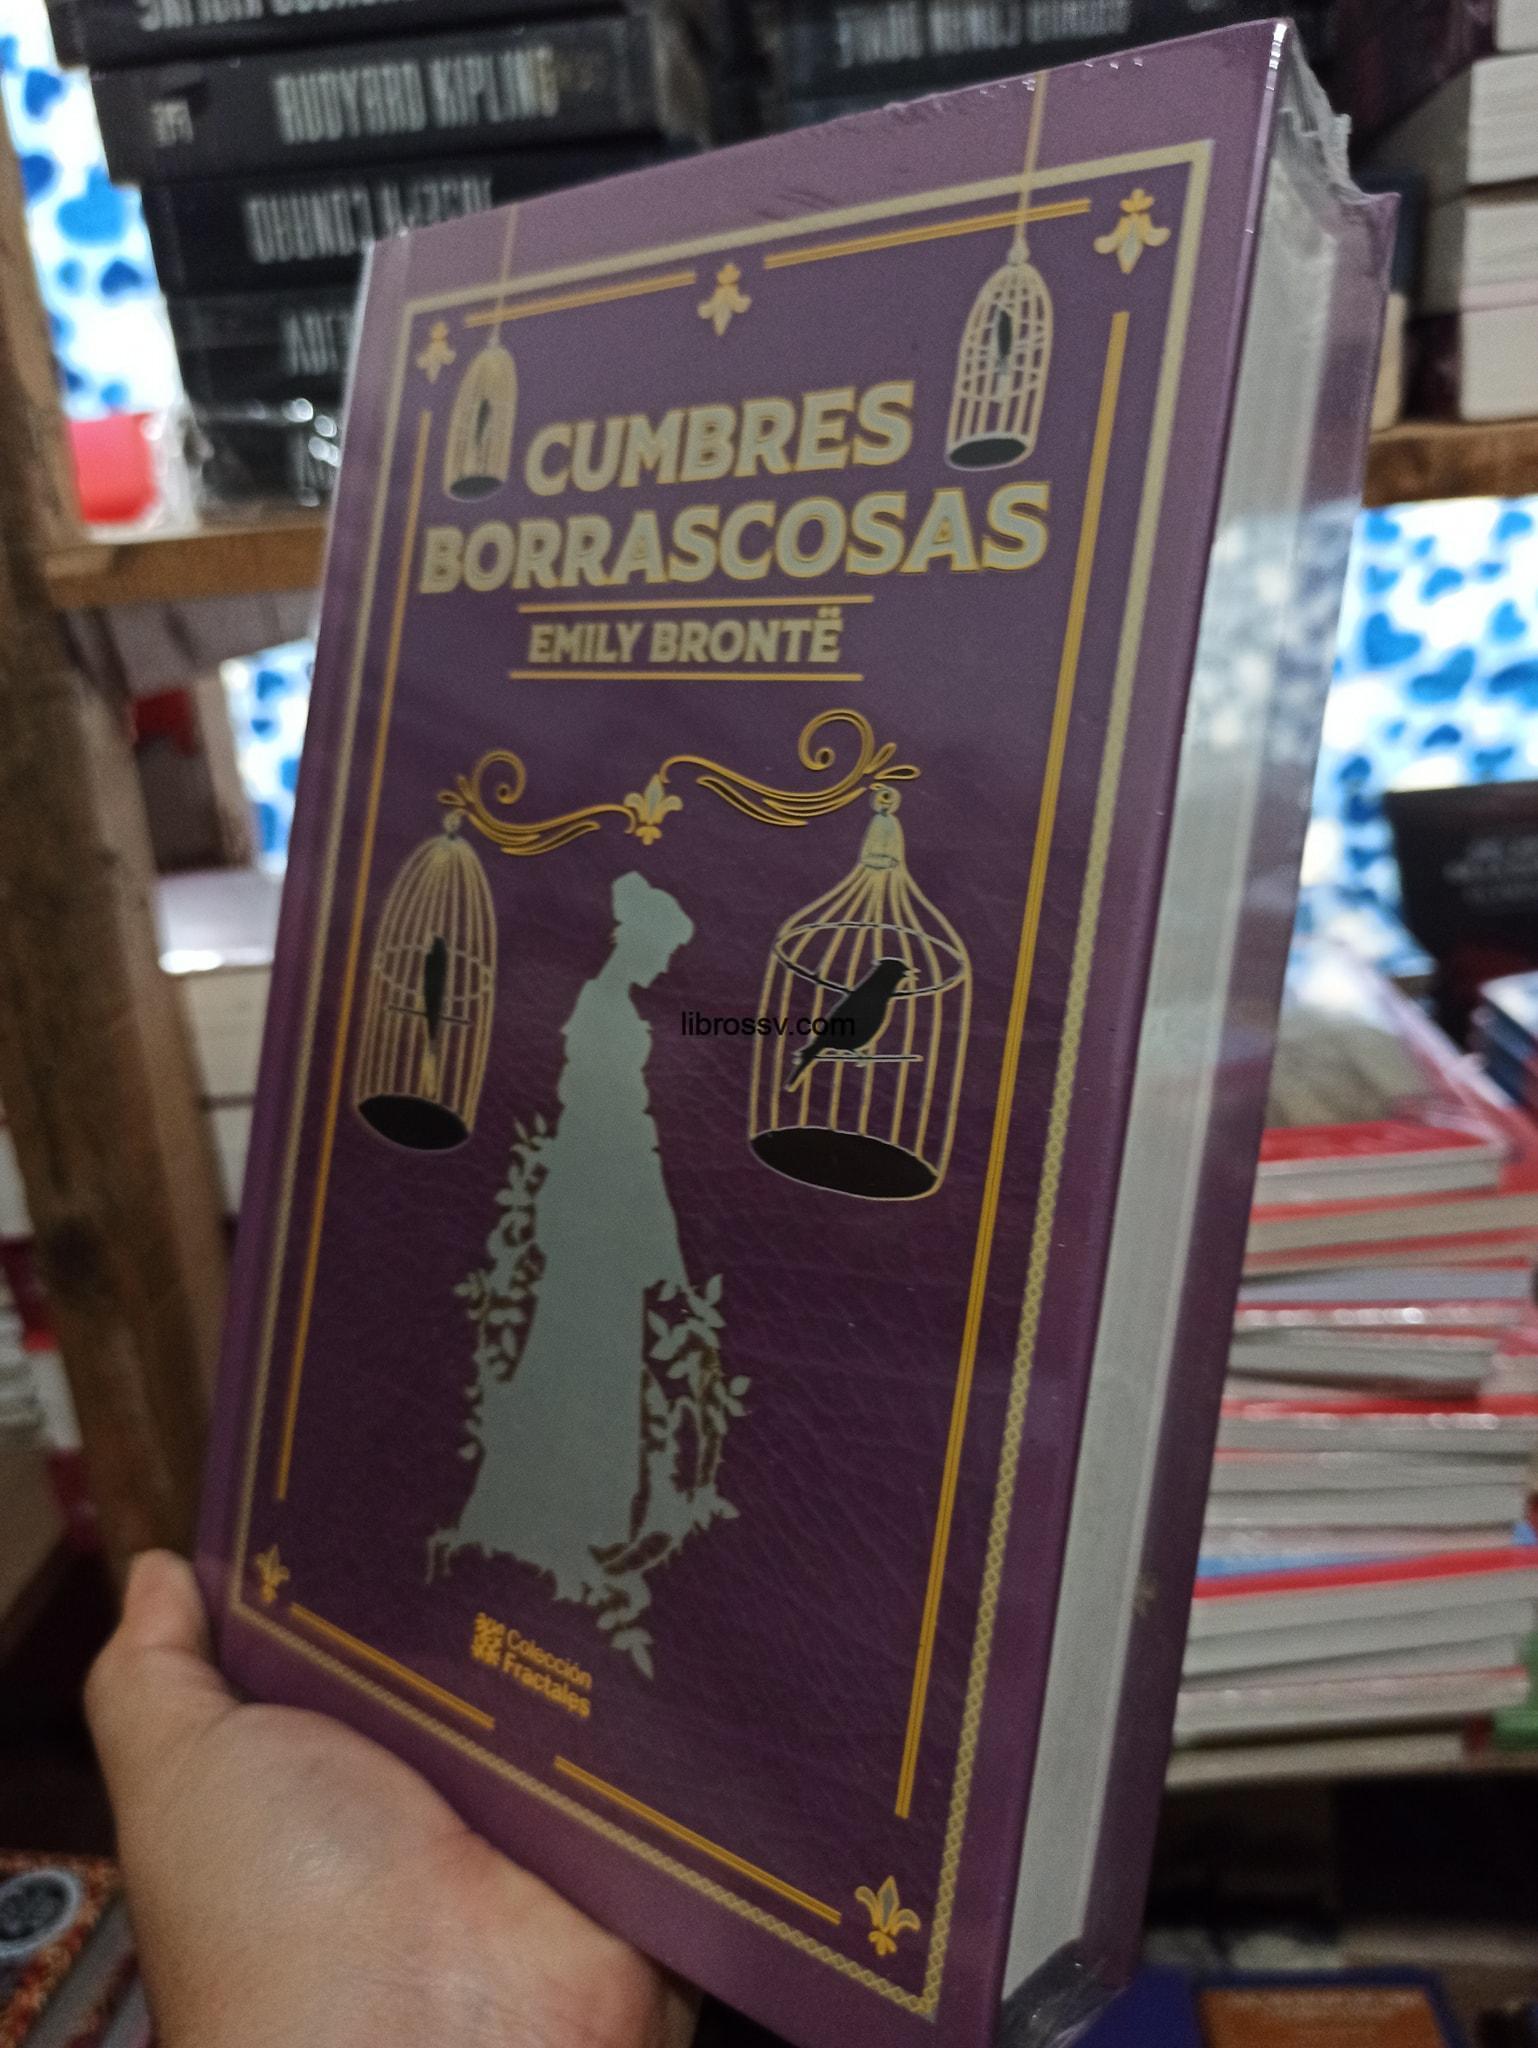 RUDYARD KIPLING
CUMBRES
BORRASCOSAS
EMILY BRONTË
librossv.com
Colección
Fractales